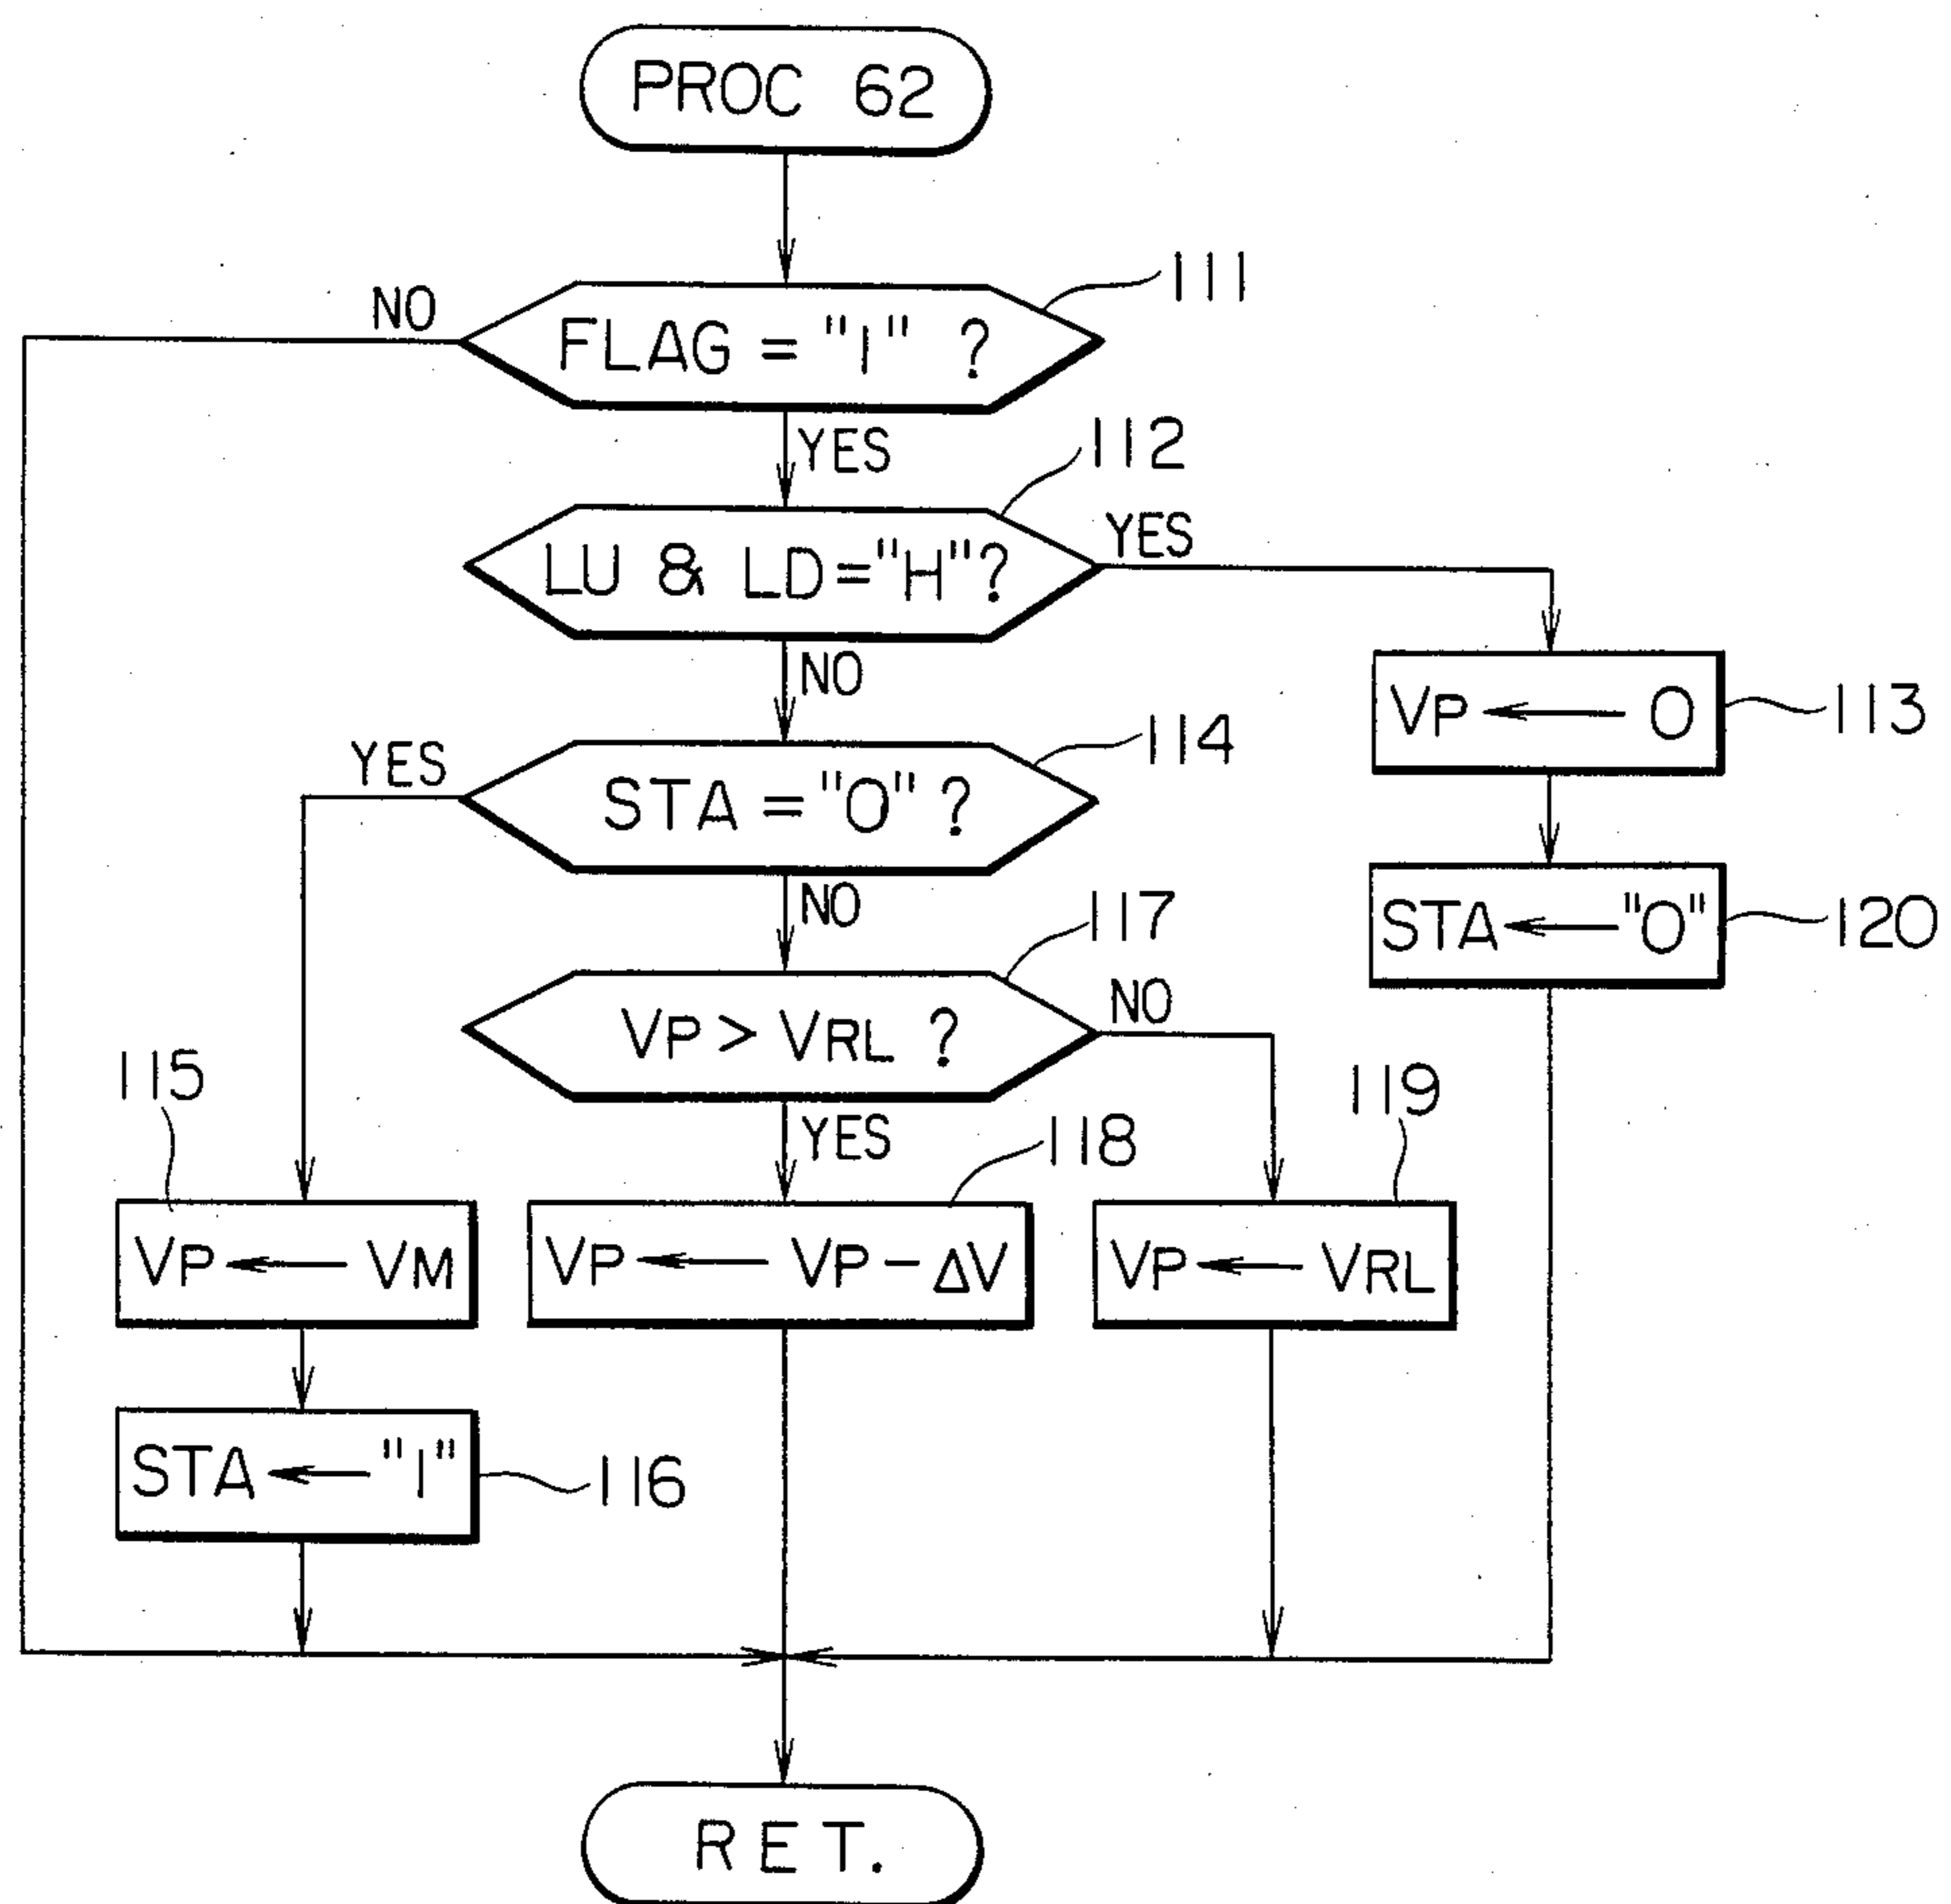 PROC 62
111
NO
FLAG = "1" ?
YES
112
LU & LD="H"?
YES
NO
VP ← 0
113
114
YES
STA = "0" ?
NO
117
STA ← "0"
120
VP > VRL ?
NO
115
YES
118
119
VP ← VM
VP ← VP - ΔV
VP ← VRL
STA ← "1"
116
RET.